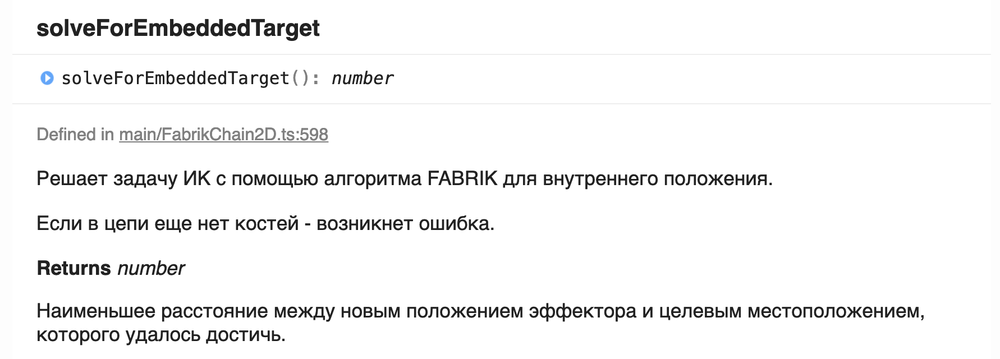 solveForEmbeddedTarget
solveForEmbeddedTarget(): number
Defined in main/FabrikChain2D.ts:598
Решает задачу ИК с помощью алгоритма FABRIK для внутреннего положения.
Если в цепи еще нет костей - возникнет ошибка.
Returns number
Наименьшее расстояние между новым положением эффектора и целевым местоположением,
которого удалось достичь.